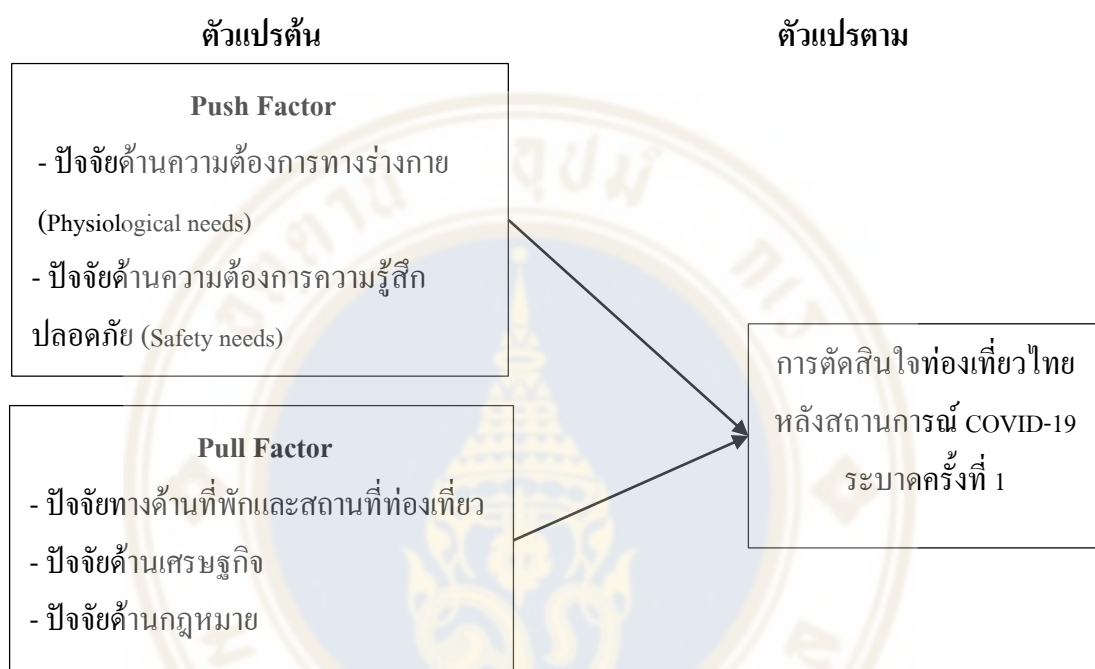 ตัวแปรต้น
ตัวแปรตาม
Push Factor
- ปัจจัยด้านความต้องการทางร่างกาย
(Physiological needs)
- ปัจจัยด้านความต้องการความรู้สึก
ปลอดภัย (Safety needs)
Pull Factor
- ปัจจัยทางด้านที่พักและสถานที่ท่องเที่ยว
- ปัจจัยด้านเศรษฐกิจ
- ปัจจัยด้านกฎหมาย
การตัดสินใจท่องเที่ยวไทย
หลังสถานการณ์ COVID-19
ระบาดครั้งที่ 1